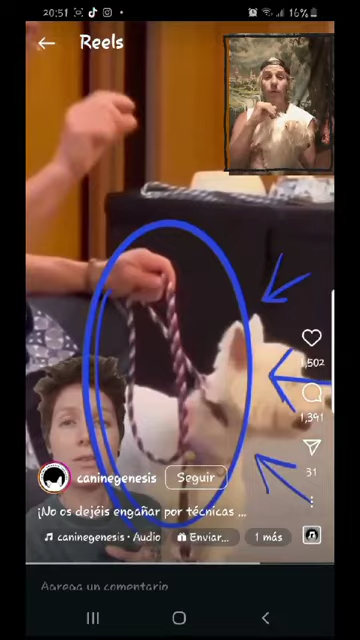 20:51
16%
Reels
1,502
1,391
31
caninegenesis
Seguir
¡No os dejéis engañar por técnicas ...
caninegenesis • Audio
Enviar...
1 más
Agrega un comentario